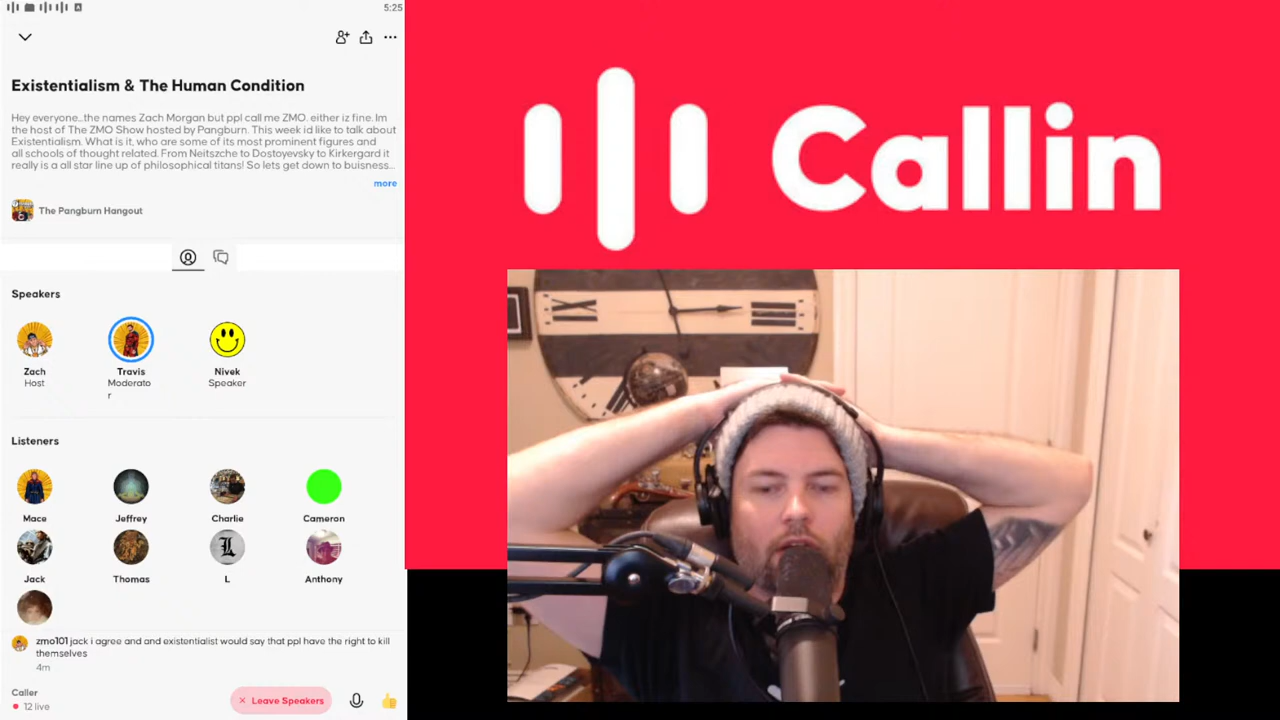 5:25
Existentialism & The Human Condition
Hey everyone...the names Zach Morgan but ppl call me ZMO. either iz fine. Im
the host of The ZMO Show hosted by Pangburn. This week id like to talk about
Existentialism. What is it, who are some of its most prominent figures and
all schools of thought related. From Neitszche to Dostoyevsky to Kirkergard it
really is a all star line up of philosophical titans! So lets get down to buisness...
more
The Pangburn Hangout
Speakers
Zach
Host
Travis
Moderato
r
Nivek
Speaker
Listeners
Mace
Jeffrey
Charlie
Cameron
Jack
Thomas
L
Anthony
zmo101 jack i agree and and existentialist would say that ppl have the right to kill
themselves
4m
Caller
12 live
× Leave Speakers
Callin